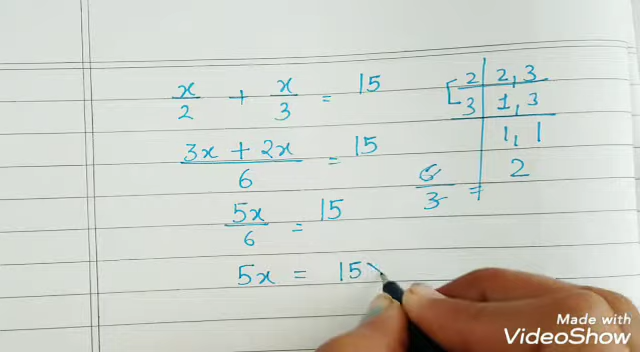 x/2 + x/3 = 15
3x + 2x/6 = 15
5x/6 = 15
5x = 15×
2 | 2, 3
3 | 1, 3
1, 1
6/3 = 2
Made with
VideoShow